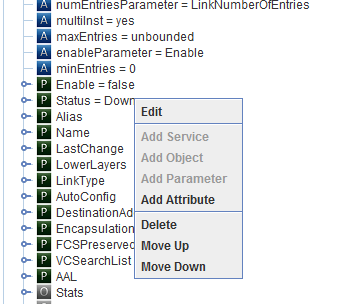 A numEntriesParameter = LinkNumberOfEntries
A multiInst = yes
A maxEntries = unbounded
A enableParameter = Enable
A minEntries = 0
P Enable = false
P Status = Down
P Alias
P Name
P LastChange
P LowerLayers
P LinkType
P AutoConfig
P DestinationAd
P Encapsulation
P FCSPreserved
P VCSearchList
P AAL
O Stats
Edit
Add Service
Add Object
Add Parameter
Add Attribute
Delete
Move Up
Move Down